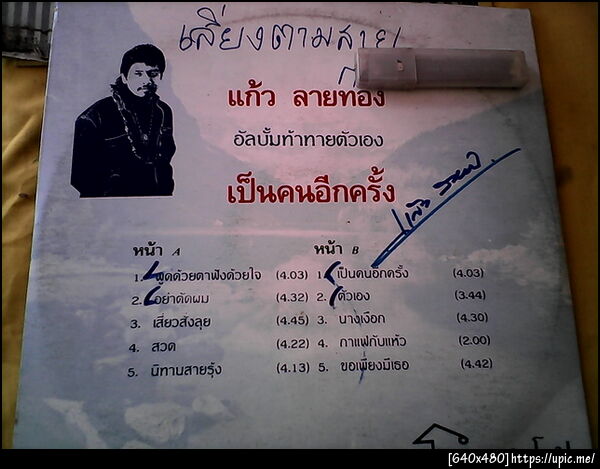 เสียงตามสาย
แก้ว ลายทอง
อัลบั้มท้าทายตัวเอง
เป็นคนอีกครั้ง
หน้า A
1. พูดด้วยตาฟังด้วยใจ (4.03)
2. อย่าตัดผม (4.32)
3. เสี่ยวสังลุย (4.45)
4. สวด (4.22)
5. นิทานสายรุ้ง (4.13)
หน้า B
1. เป็นคนอีกครั้ง (4.03)
2. ตัวเอง (3.44)
3. นางเงือก (4.30)
4. กาแฟกับแห้ว (2.00)
5. ขอเพียงมีเธอ (4.42)
[640x480]https://upic.me/